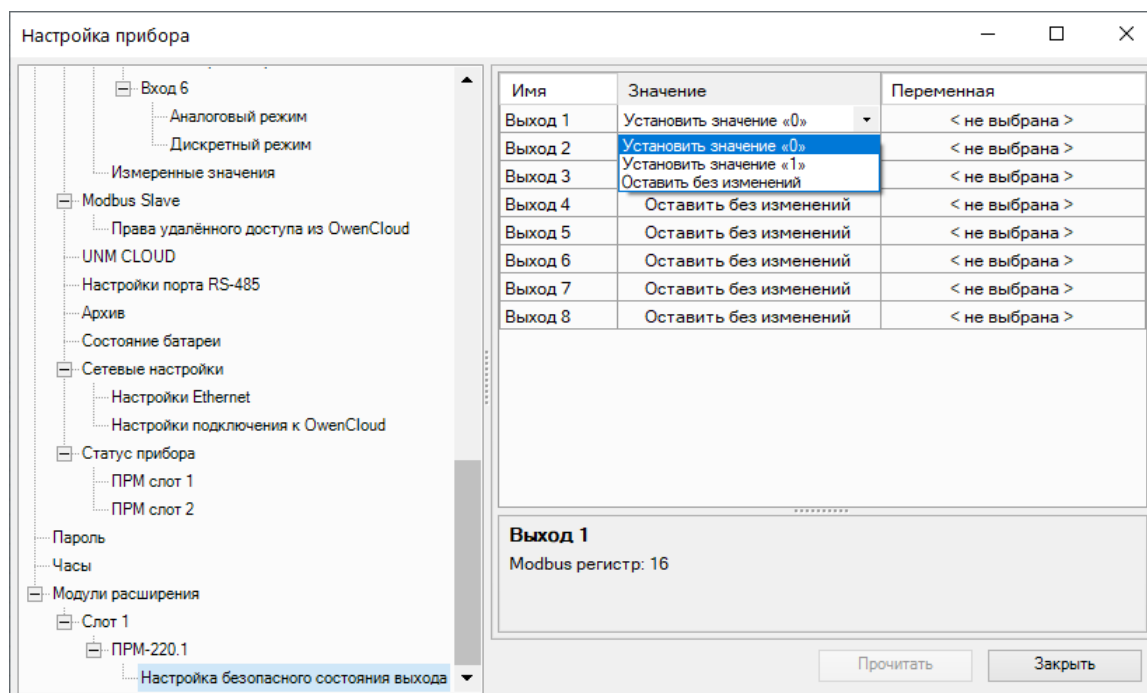 Настройка прибора
Вход 6
Аналоговый режим
Дискретный режим
Измеренные значения
Modbus Slave
Права удалённого доступа из OwenCloud
UNM CLOUD
Настройки порта RS-485
Архив
Состояние батареи
Сетевые настройки
Настройки Ethernet
Настройки подключения к OwenCloud
Статус прибора
ПРМ слот 1
ПРМ слот 2
Пароль
Часы
Модули расширения
Слот 1
ПРМ-220.1
Настройка безопасного состояния выхода
Имя Значение Переменная
Выход 1 Установить значение «0» < не выбрана >
Выход 2 Установить значение «0» < не выбрана >
Установить значение «1»
Выход 3 Оставить без изменений < не выбрана >
Выход 4 Оставить без изменений < не выбрана >
Выход 5 Оставить без изменений < не выбрана >
Выход 6 Оставить без изменений < не выбрана >
Выход 7 Оставить без изменений < не выбрана >
Выход 8 Оставить без изменений < не выбрана >
Выход 1
Modbus регистр: 16
Прочитать Закрыть